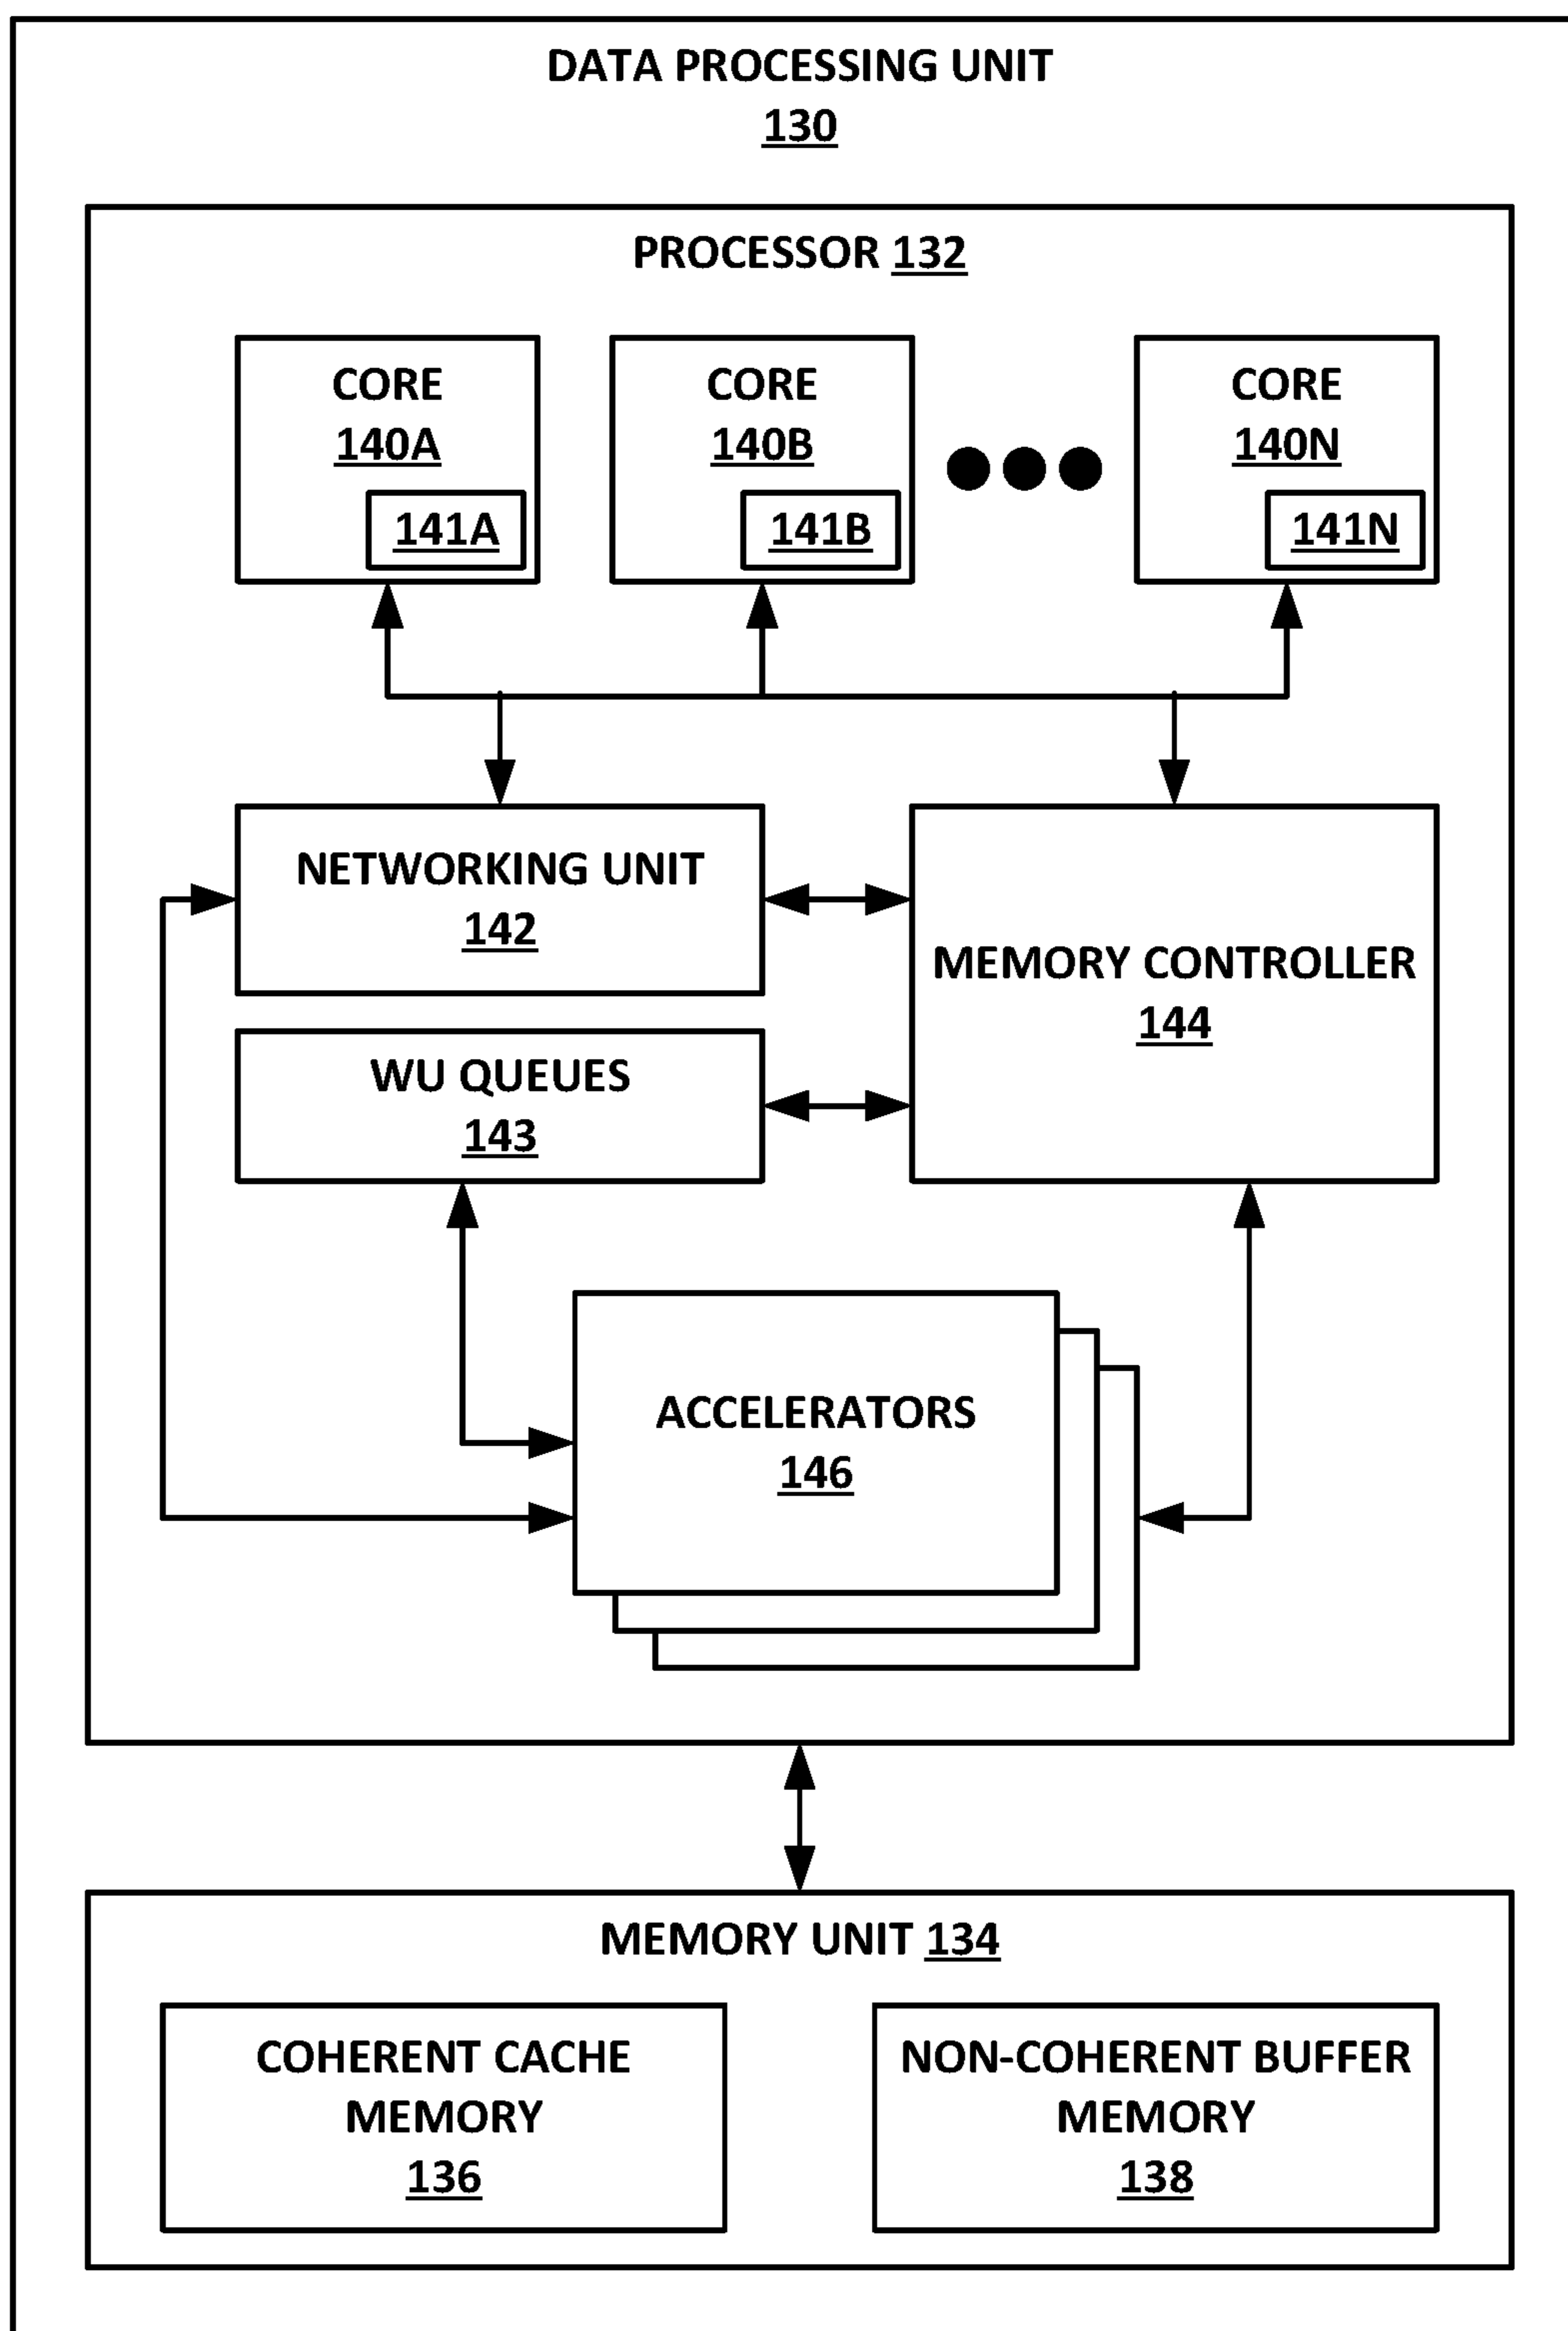 DATA PROCESSING UNIT
130
PROCESSOR 132
CORE
140A
141A
CORE
140B
141B
CORE
140N
141N
NETWORKING UNIT
142
WU QUEUES
143
MEMORY CONTROLLER
144
ACCELERATORS
146
MEMORY UNIT 134
COHERENT CACHE
MEMORY
136
NON-COHERENT BUFFER
MEMORY
138